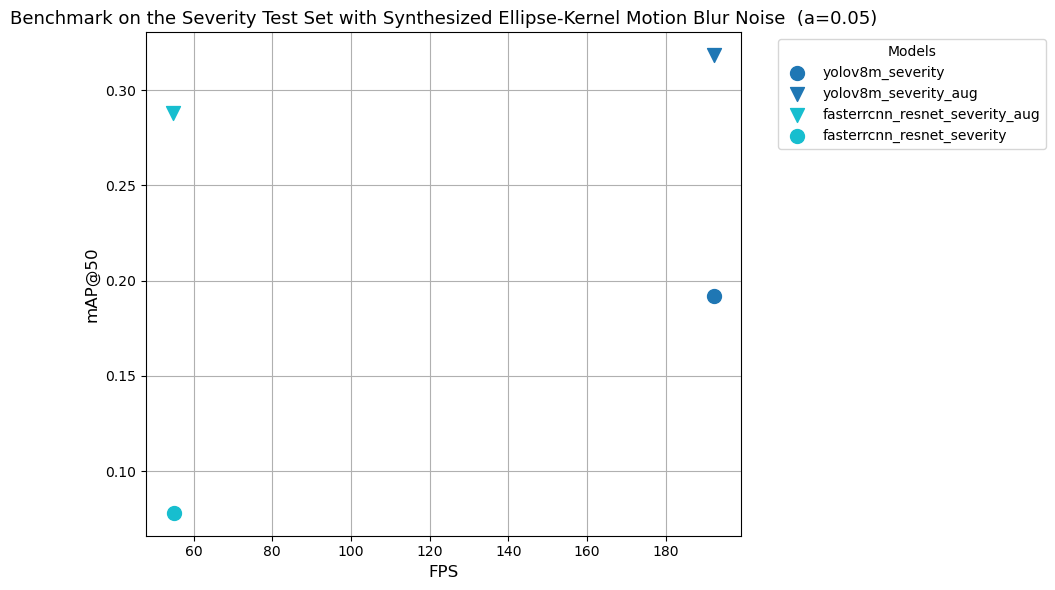 Benchmark on the Severity Test Set with Synthesized Ellipse-Kernel Motion Blur Noise  (a=0.05)
Models
yolov8m_severity
yolov8m_severity_aug
fasterrcnn_resnet_severity_aug
fasterrcnn_resnet_severity
mAP@50
0.30
0.25
0.20
0.15
0.10
60 80 100 120 140 160 180
FPS